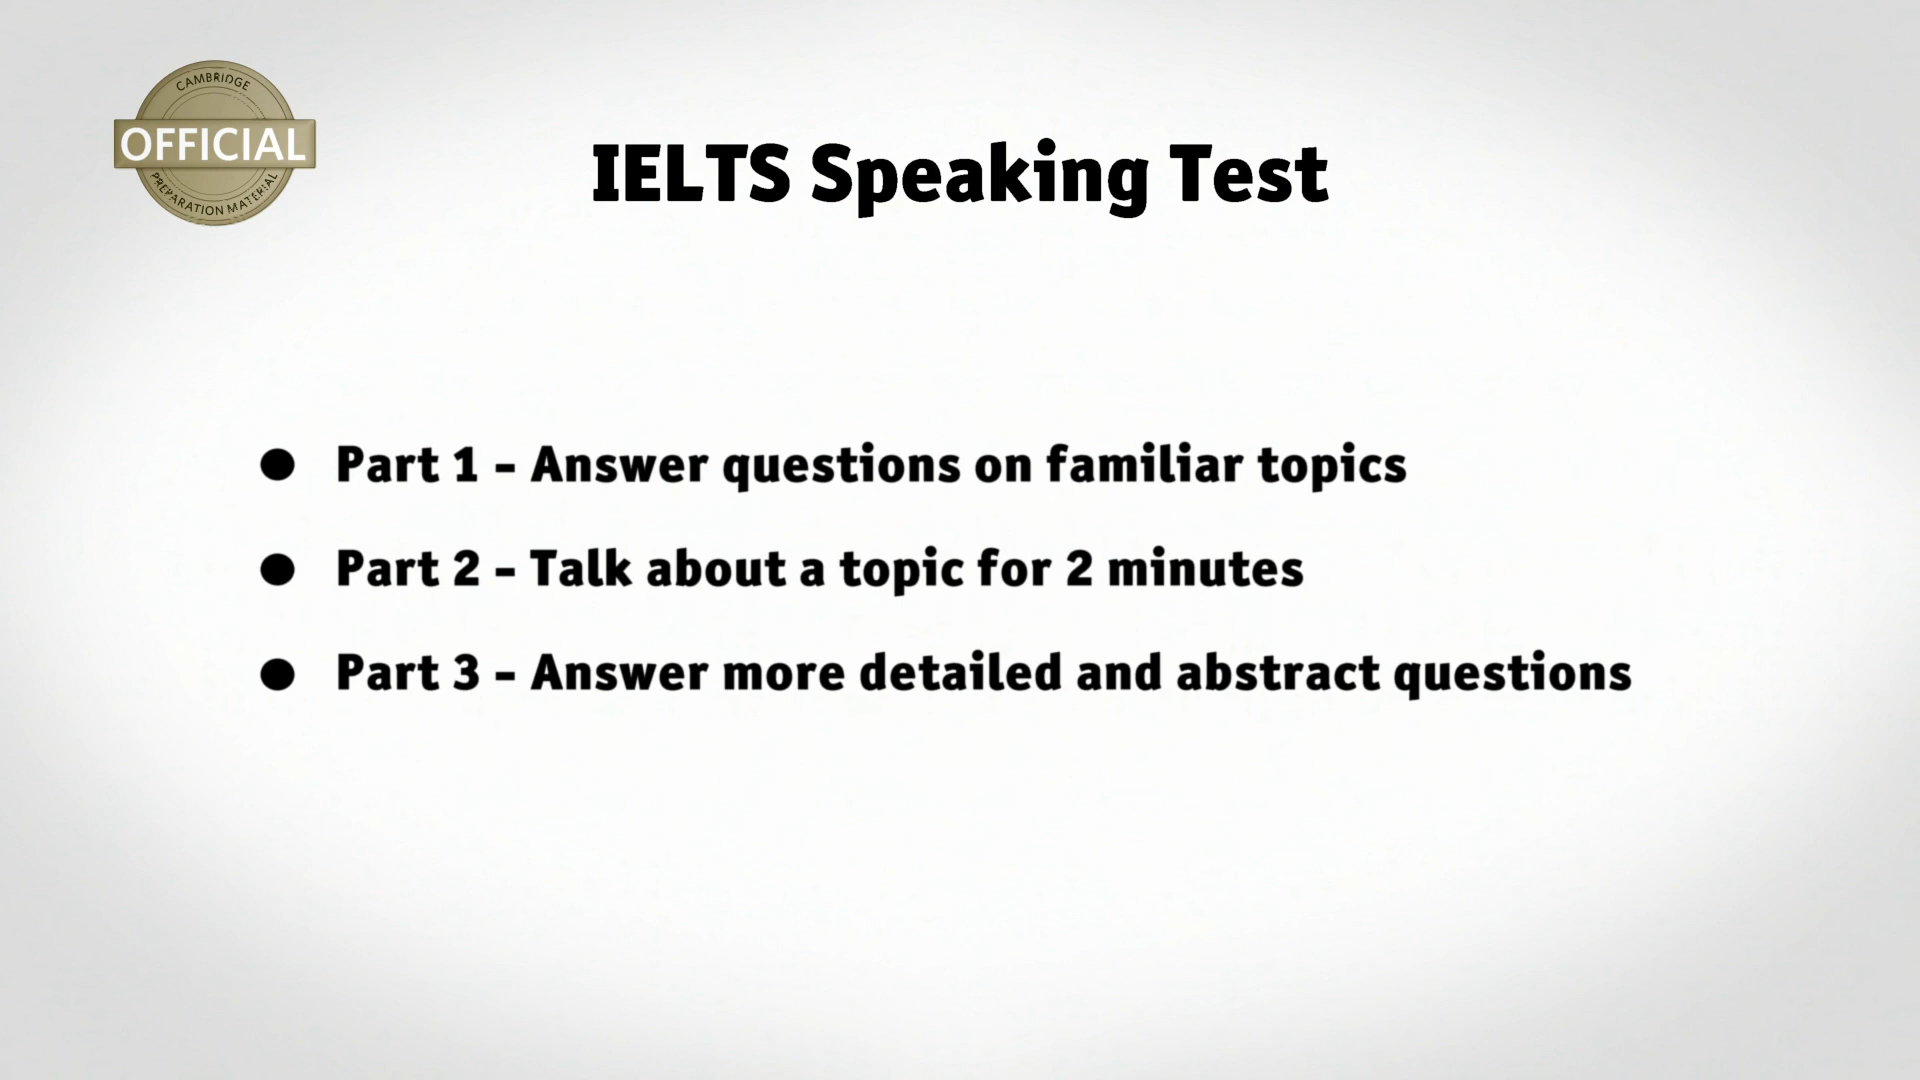 CAMBRIDGE
OFFICIAL
PREPARATION MATERIAL
IELTS Speaking Test
● Part 1 – Answer questions on familiar topics
● Part 2 – Talk about a topic for 2 minutes
● Part 3 – Answer more detailed and abstract questions